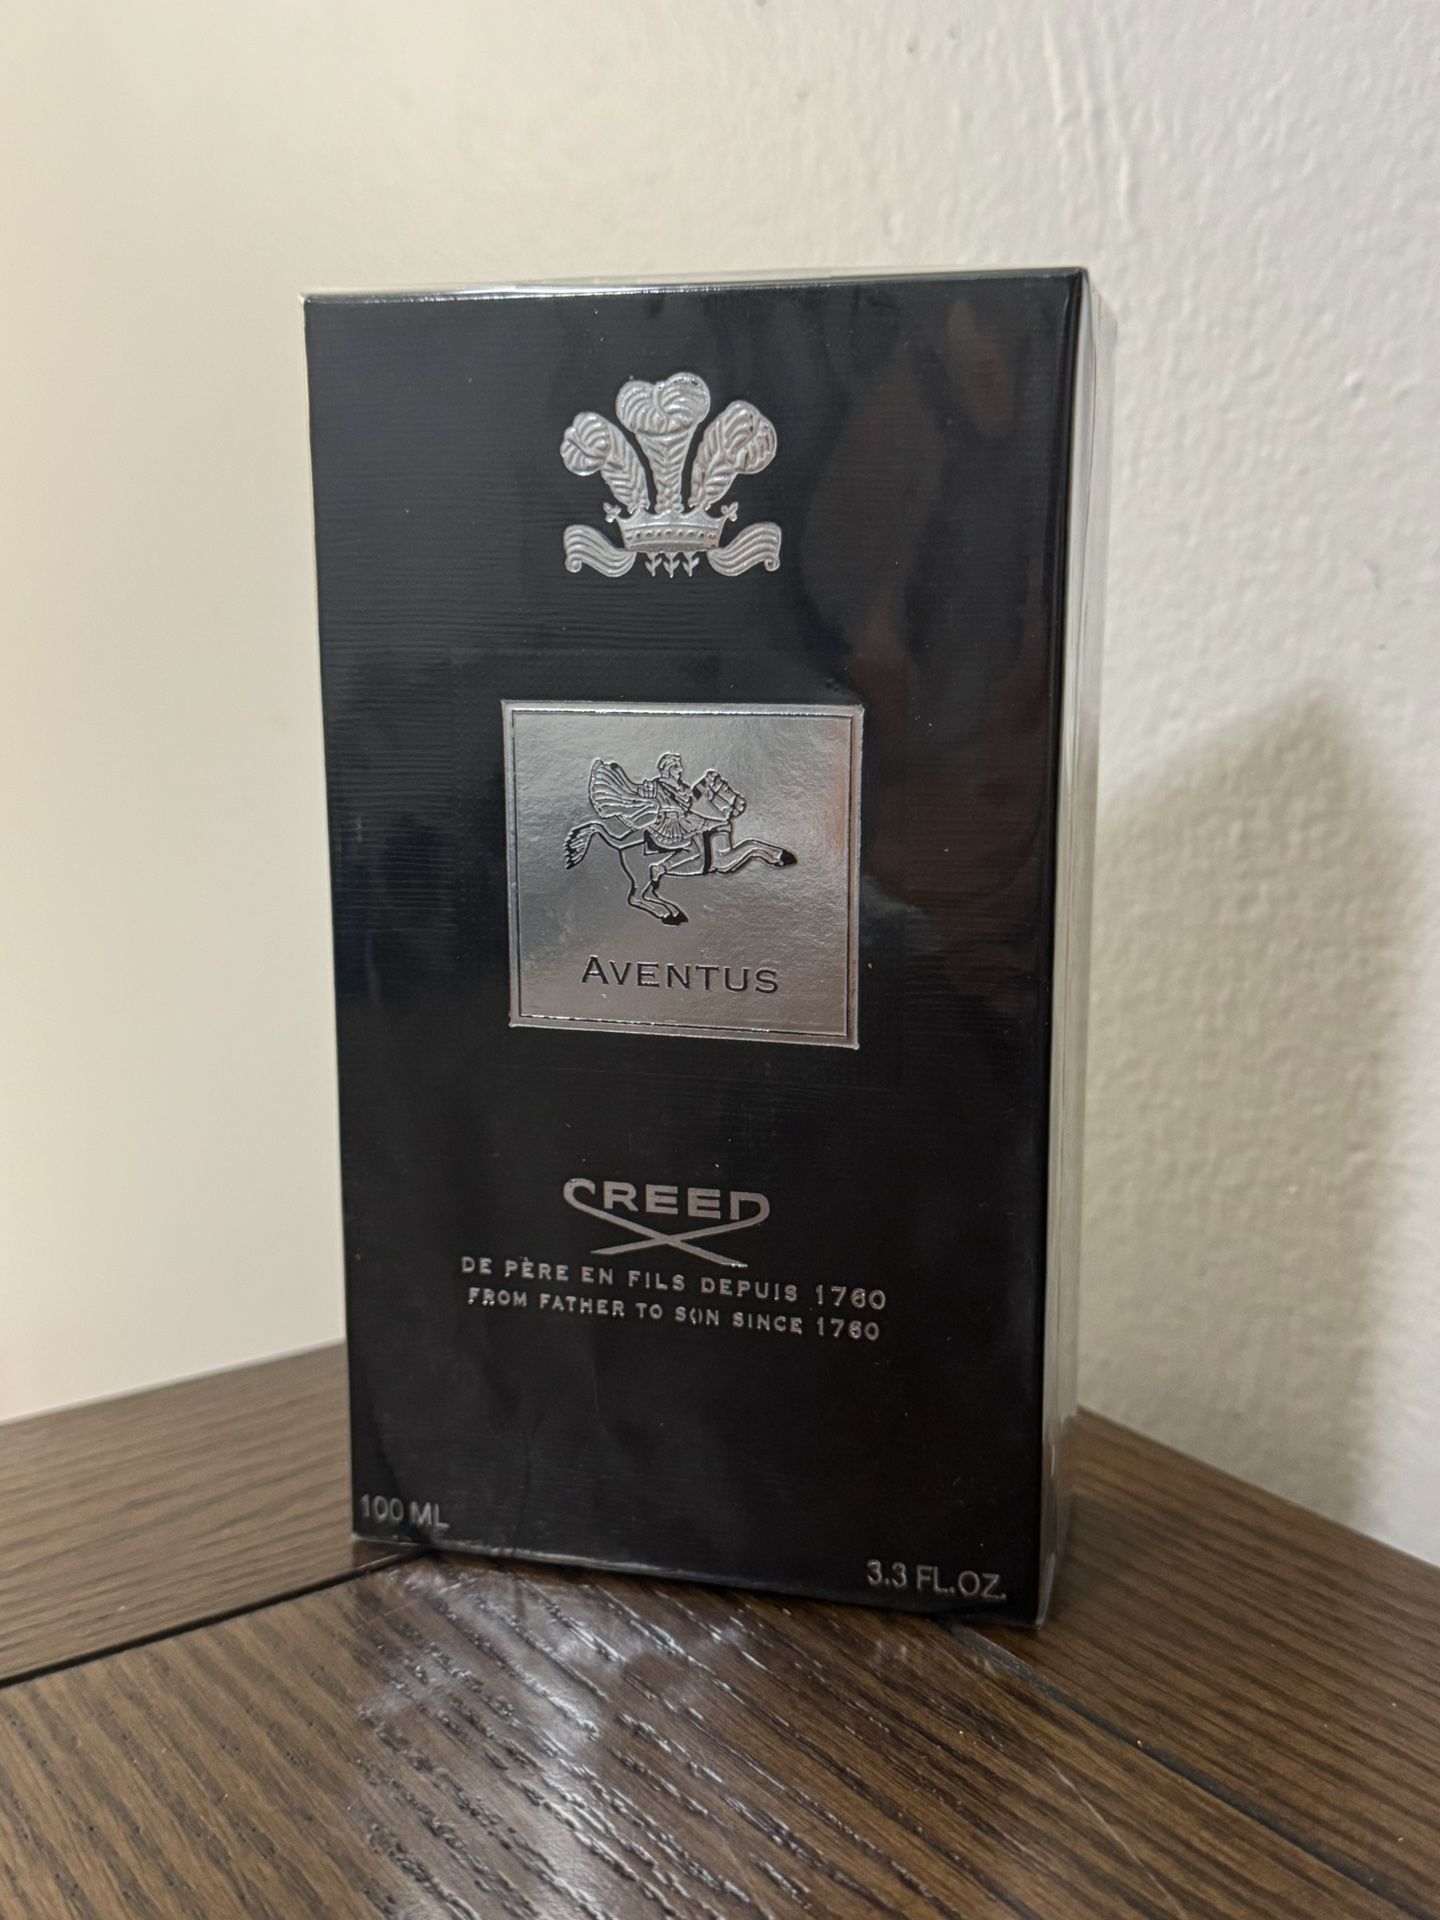 AVENTUS
CREED
DE PÈRE EN FILS DEPUIS 1760
FROM FATHER TO SON SINCE 1760
100 ML
3.3 FL.OZ.